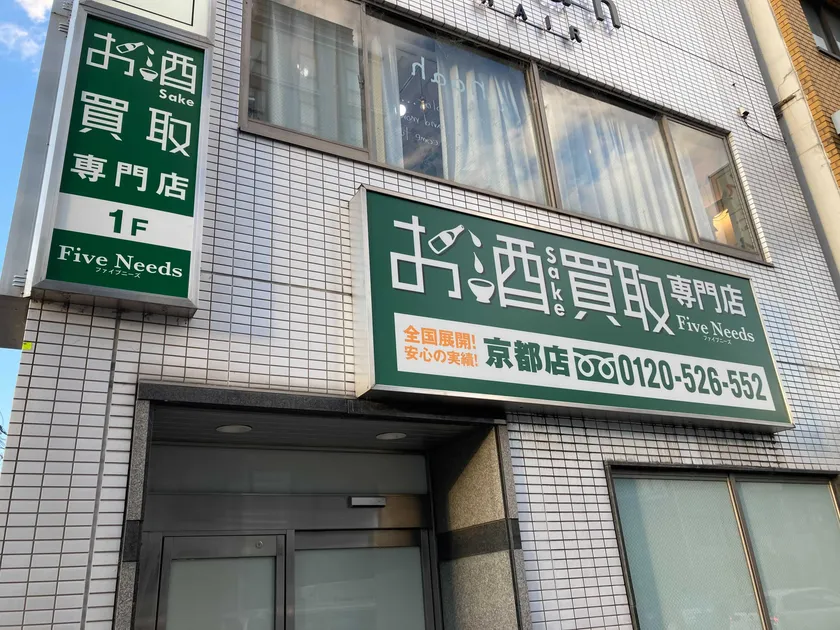 お酒
Sake
買取
専門店
1F
Five Needs
ファイブニーズ
noah
HAIR
お酒買取専門店
Sake
Five Needs
ファイブニーズ
全国展開!
安心の実績!
京都店
0120-526-552